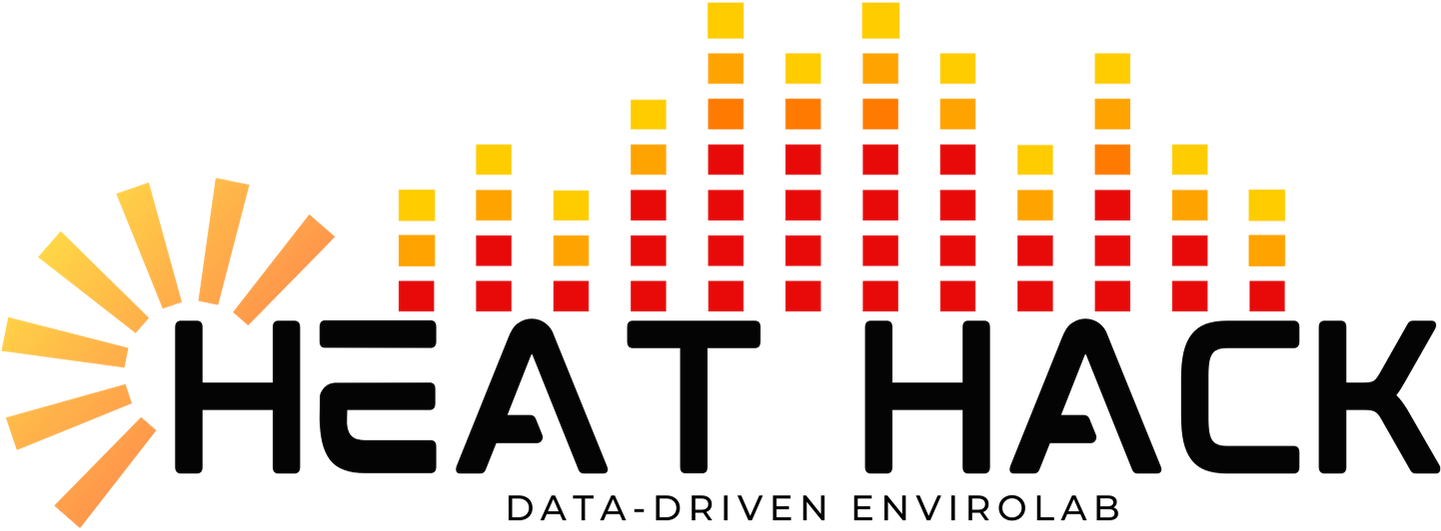 HEAT HACK
DATA-DRIVEN ENVIROLAB